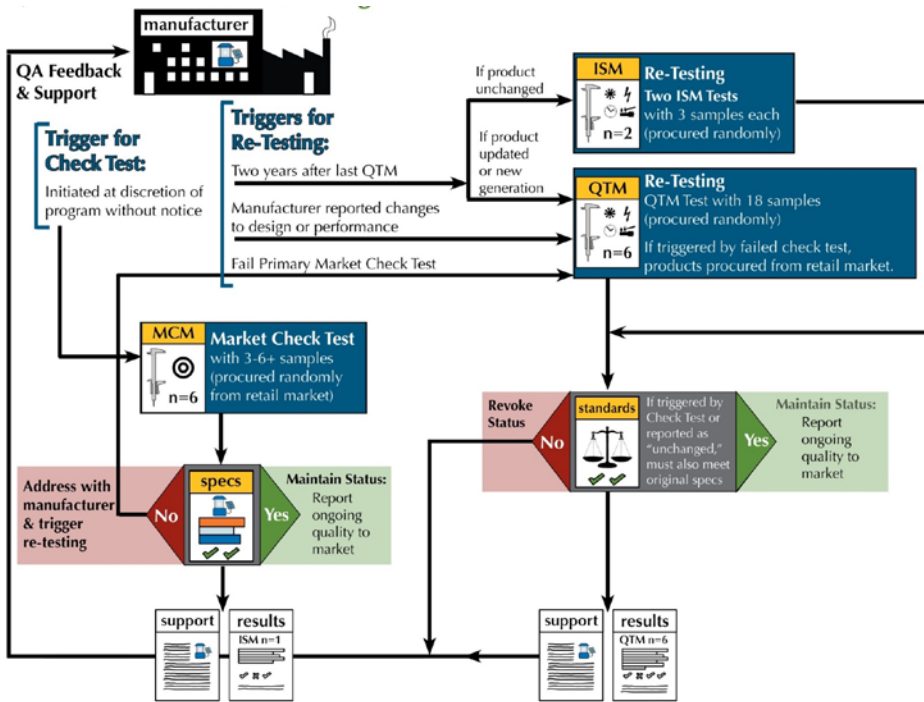 manufacturer
QA Feedback
& Support
Trigger for
Check Test:
Initiated at discretion of
program without notice
Triggers for
Re-Testing:
Two years after last QTM
Manufacturer reported changes
to design or performance
Fail Primary Market Check Test
If product
unchanged
If product
updated
or new
generation
ISM
n=2
Re-Testing
Two ISM Tests
with 3 samples each
(procured randomly)
QTM
n=6
Re-Testing
QTM Test with 18 samples
(procured randomly)
If triggered by failed check test,
products procured from retail market.
MCM
n=6
Market Check Test
with 3-6+ samples
(procured randomly
from retail market)
Address with
manufacturer
& trigger
re-testing
No
specs
Yes
Maintain Status:
Report
ongoing
quality to
market
Revoke
Status
No
standards
If triggered by
Check Test or
reported as
“unchanged,”
must also meet
original specs
Yes
Maintain Status:
Report
ongoing
quality to
market
support
results
ISM n=1
support
results
QTM n=6